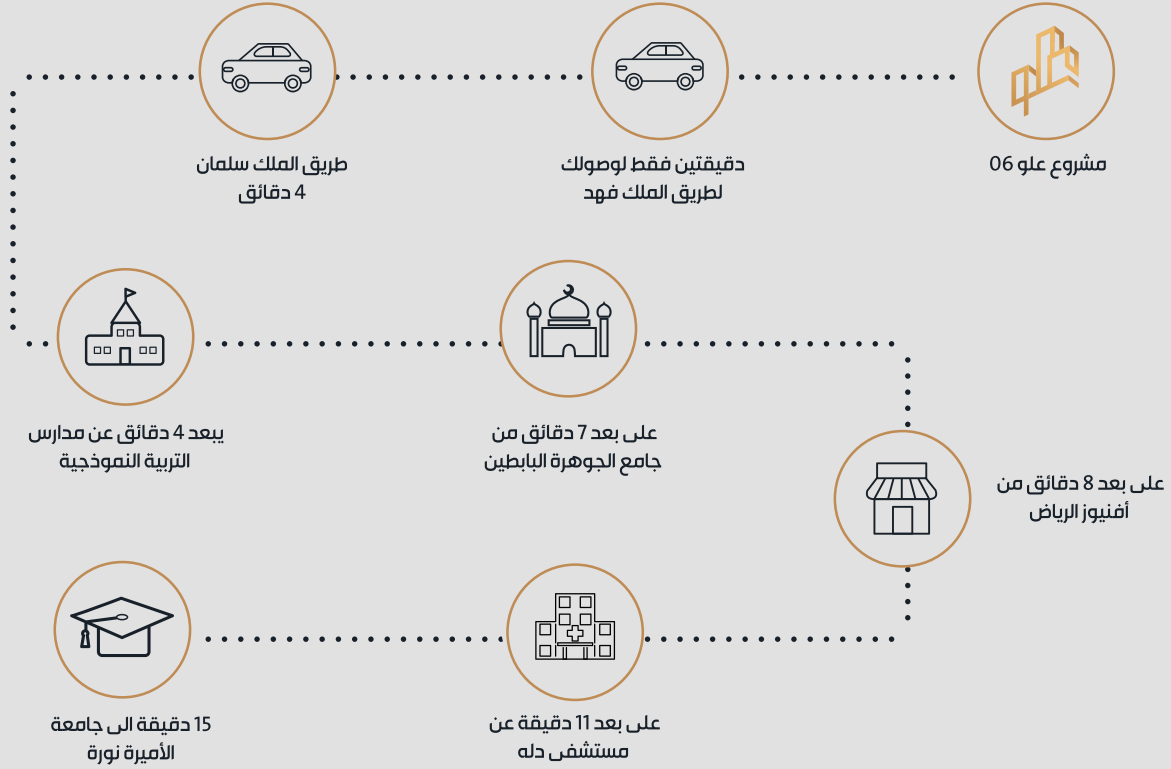 مشروع علو 06
دقيقتين فقط لوصولك
لطريق الملك فهد
طريق الملك سلمان
4 دقائق
يبعد 4 دقائق عن مدارس
التربية النموذجية
على بعد 7 دقائق من
جامع الجوهرة البابطين
على بعد 8 دقائق من
أفنيوز الرياض
على بعد 11 دقيقة عن
مستشفى دله
15 دقيقة الى جامعة
الأميرة نورة